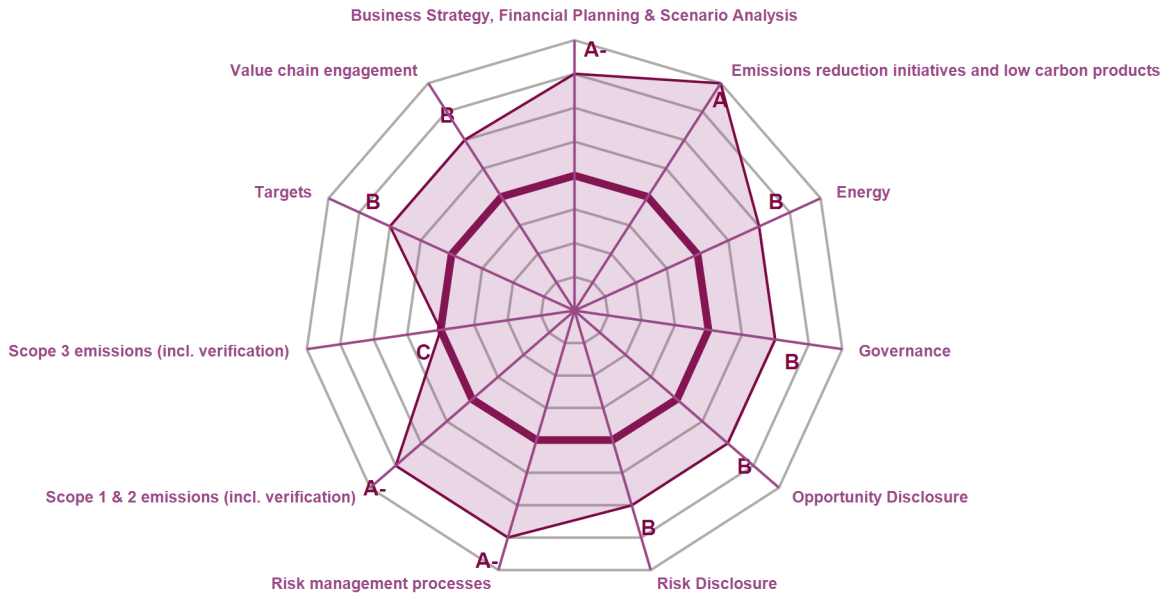 Business Strategy, Financial Planning & Scenario Analysis
A-
Value chain engagement
Emissions reduction initiatives and low carbon products
A
B
Targets
B
B
Energy
Scope 3 emissions (incl. verification)
C
B
Governance
Scope 1 & 2 emissions (incl. verification)
A-
B
Opportunity Disclosure
A-
B
Risk management processes
Risk Disclosure